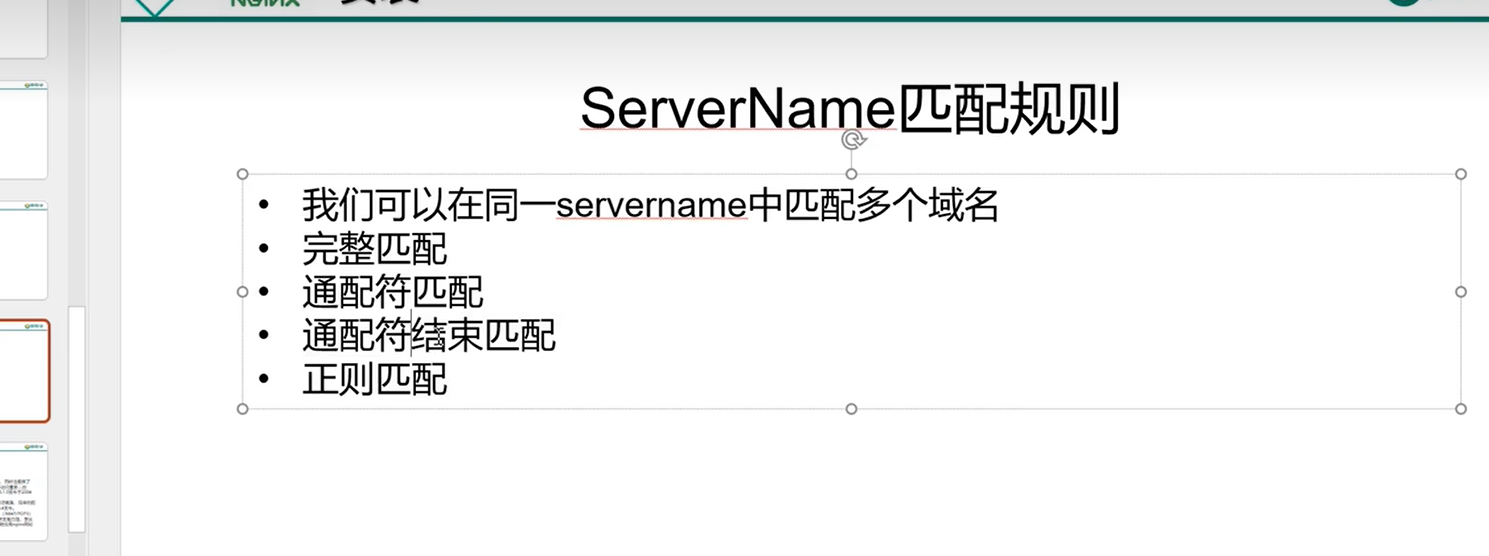 ServerName匹配规则
• 我们可以在同一servername中匹配多个域名
• 完整匹配
• 通配符匹配
• 通配符结束匹配
• 正则匹配